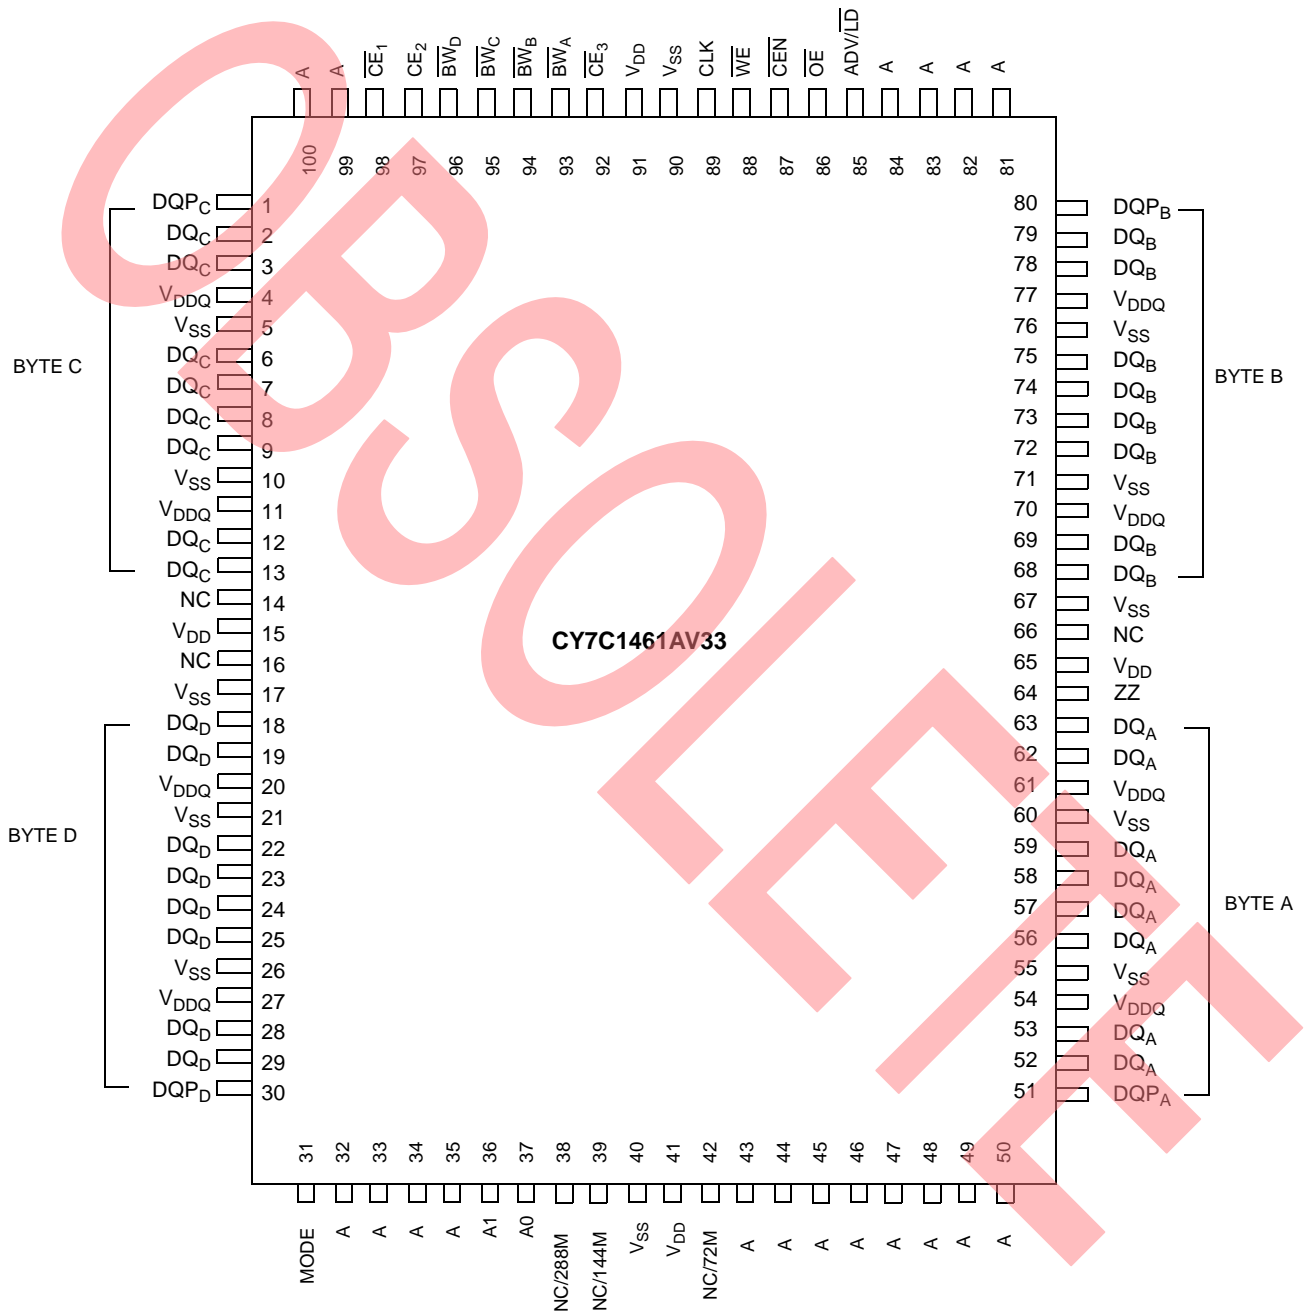 A
A
CE1
CE2
BWD
BWC
BWB
BWA
CE3
VDD
VSS
CLK
WE
CEN
OE
ADV/LD
A
A
A
A
100
99
98
97
96
95
94
93
92
91
90
89
88
87
86
85
84
83
82
81
BYTE C
DQPC 1
DQC 2
DQC 3
VDDQ 4
VSS 5
DQC 6
DQC 7
DQC 8
DQC 9
VSS 10
VDDQ 11
DQC 12
DQC 13
NC 14
VDD 15
NC 16
VSS 17
BYTE D
DQD 18
DQD 19
VDDQ 20
VSS 21
DQD 22
DQD 23
DQD 24
DQD 25
VSS 26
VDDQ 27
DQD 28
DQD 29
DQPD 30
CY7C1461AV33
80 DQPB
79 DQB
78 DQB
77 VDDQ
76 VSS
75 DQB
74 DQB
73 DQB
72 DQB
71 VSS
70 VDDQ
69 DQB
68 DQB
BYTE B
67 VSS
66 NC
65 VDD
64 ZZ
63 DQA
62 DQA
61 VDDQ
60 VSS
59 DQA
58 DQA
57 DQA
56 DQA
55 VSS
54 VDDQ
53 DQA
52 DQA
51 DQPA
BYTE A
31
32
33
34
35
36
37
38
39
40
41
42
43
44
45
46
47
48
49
50
MODE
A
A
A
A
A1
A0
NC/288M
NC/144M
VSS
VDD
NC/72M
A
A
A
A
A
A
A
A
OBSOLETE